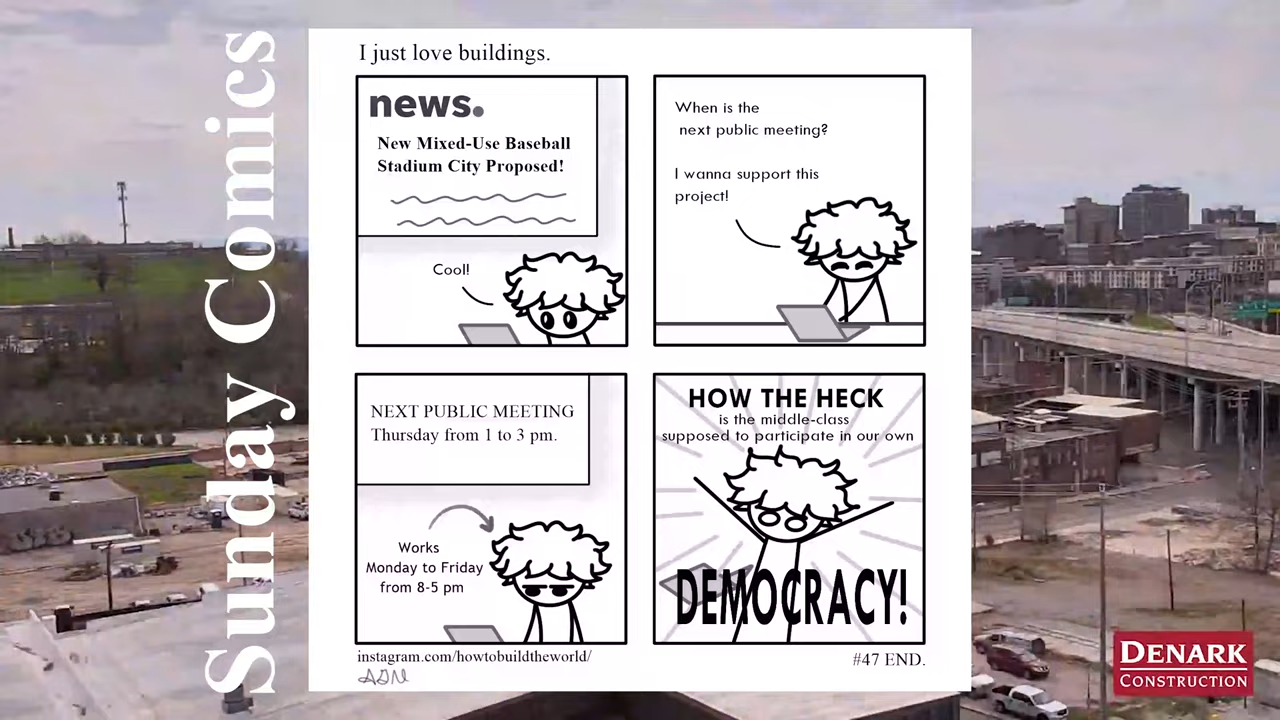 Sunday Comics
I just love buildings.
news.
New Mixed-Use Baseball
Stadium City Proposed!
Cool!
When is the
next public meeting?
I wanna support this
project!
NEXT PUBLIC MEETING
Thursday from 1 to 3 pm.
Works
Monday to Friday
from 8-5 pm
HOW THE HECK
is the middle-class
supposed to participate in our own
DEMOCRACY!
instagram.com/howtobuildtheworld/
#47 END.
DENARK
CONSTRUCTION